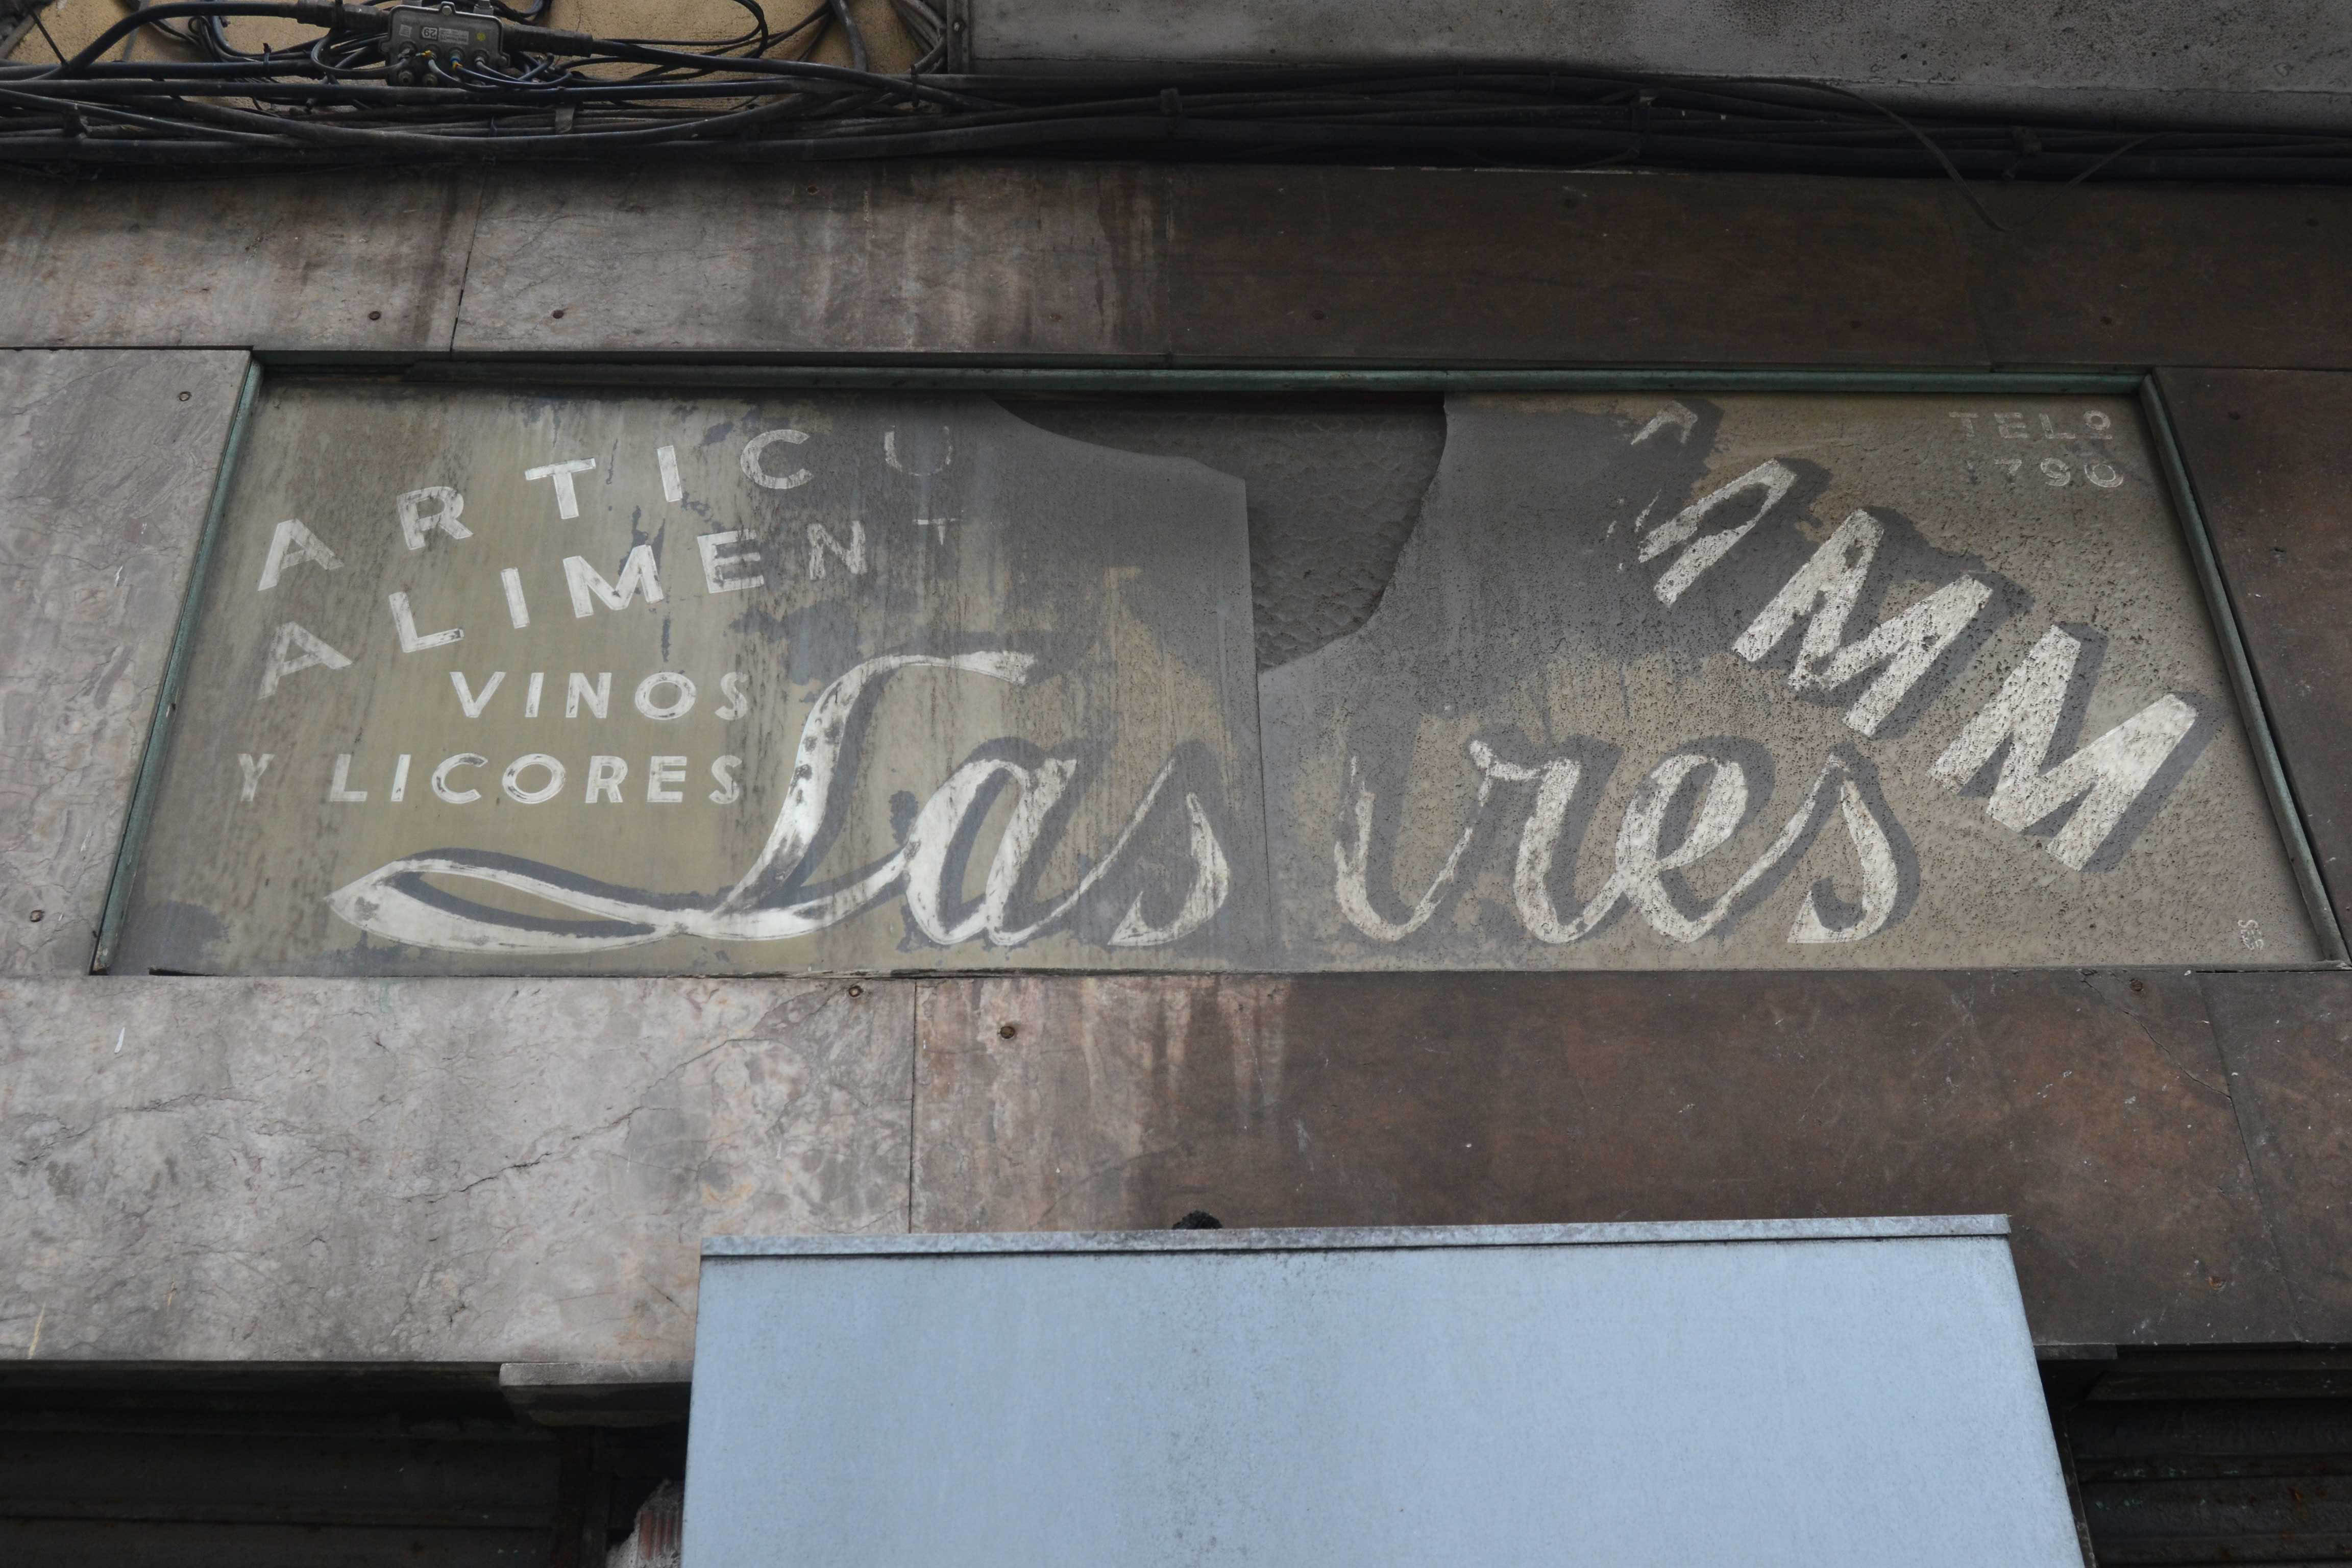 ARTICU
ALIMENT
VINOS
Y LICORES
Las
res
MMM
TELº
1790